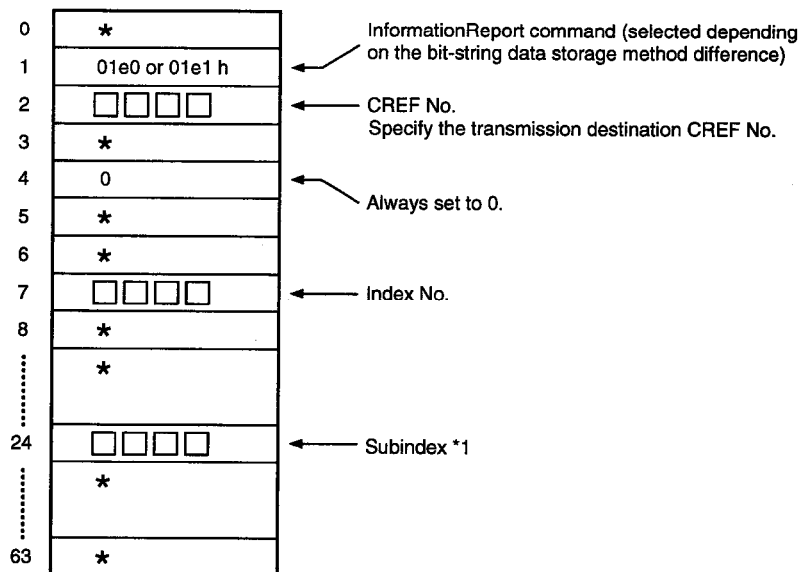 0 *
InformationReport command (selected depending
on the bit-string data storage method difference)
1 01e0 or 01e1 h
2 □□□□ CREF No.
Specify the transmission destination CREF No.
3 *
4 0
Always set to 0.
5 *
6 *
7 □□□□ Index No.
8 *
*
24 □□□□ Subindex *1
*
63 *